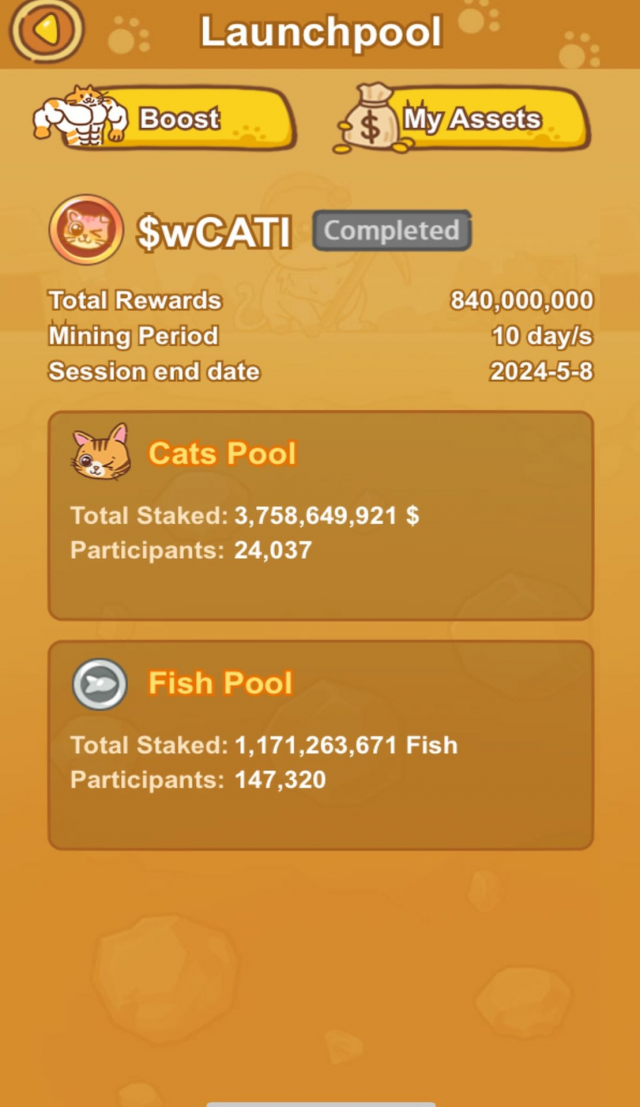 Launchpool
Boost
$ My Assets
$wCATI Completed
Total Rewards 840,000,000
Mining Period 10 day/s
Session end date 2024-5-8
Cats Pool
Total Staked: 3,758,649,921 $
Participants: 24,037
Fish Pool
Total Staked: 1,171,263,671 Fish
Participants: 147,320